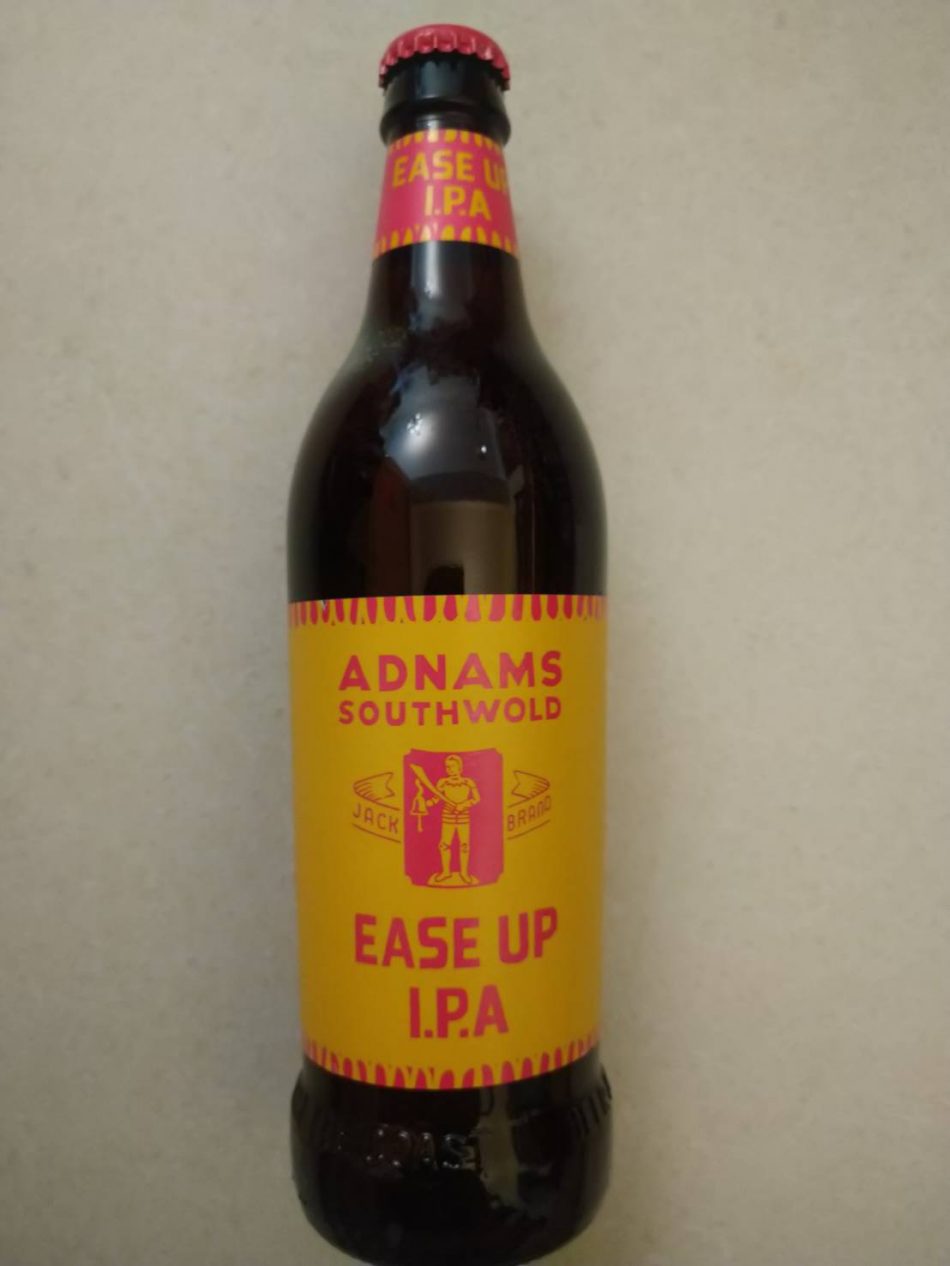 EASE UP
I.P.A
ADNAMS
SOUTHWOLD
JACK BRAND
EASE UP
I.P.A